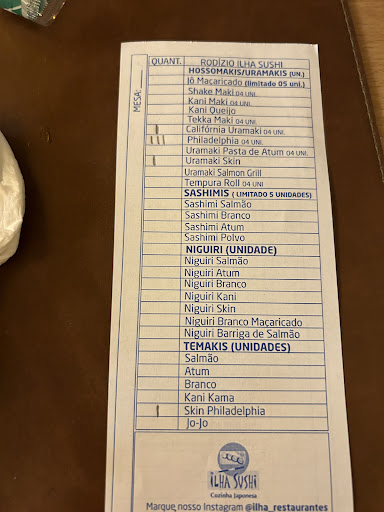 MESA: ____
QUANT. RODÍZIO ILHA SUSHI
HOSSOMAKIS/URAMAKIS (UN.)
Jô Maçaricado (limitado 05 uni.)
Shake Maki 04 UNI.
Kani Maki 04 UNI.
Kani Queijo
Tekka Maki 04 UNI.
I Califórnia Uramaki 04 UNI.
III Philadelphia 04 UNI.
Uramaki Pasta de Atum 04 UNI.
I Uramaki Skin
Uramaki Salmon Grill
Tempura Roll 04 UNI
SASHIMIS ( LIMITADO 5 UNIDADES)
Sashimi Salmão
Sashimi Branco
Sashimi Atum
Sashimi Polvo
NIGUIRI (UNIDADE)
Niguiri Salmão
Niguiri Atum
Niguiri Branco
Niguiri Kani
Niguiri Skin
Niguiri Branco Maçaricado
Niguiri Barriga de Salmão
TEMAKIS (UNIDADES)
Salmão
Atum
Branco
Kani Kama
I Skin Philadelphia
Jo-Jo
ILHA SUSHI
Cozinha Japonesa
Marque nosso Instagram @ilha_restaurantes